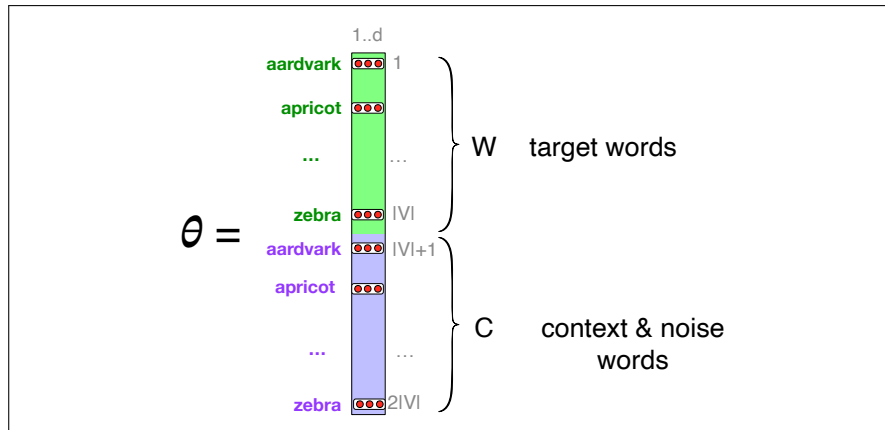 1..d
aardvark 1
apricot
... ...
W target words
zebra |V|
θ =
aardvark |V|+1
apricot
C context & noise
words
... ...
zebra 2|V|